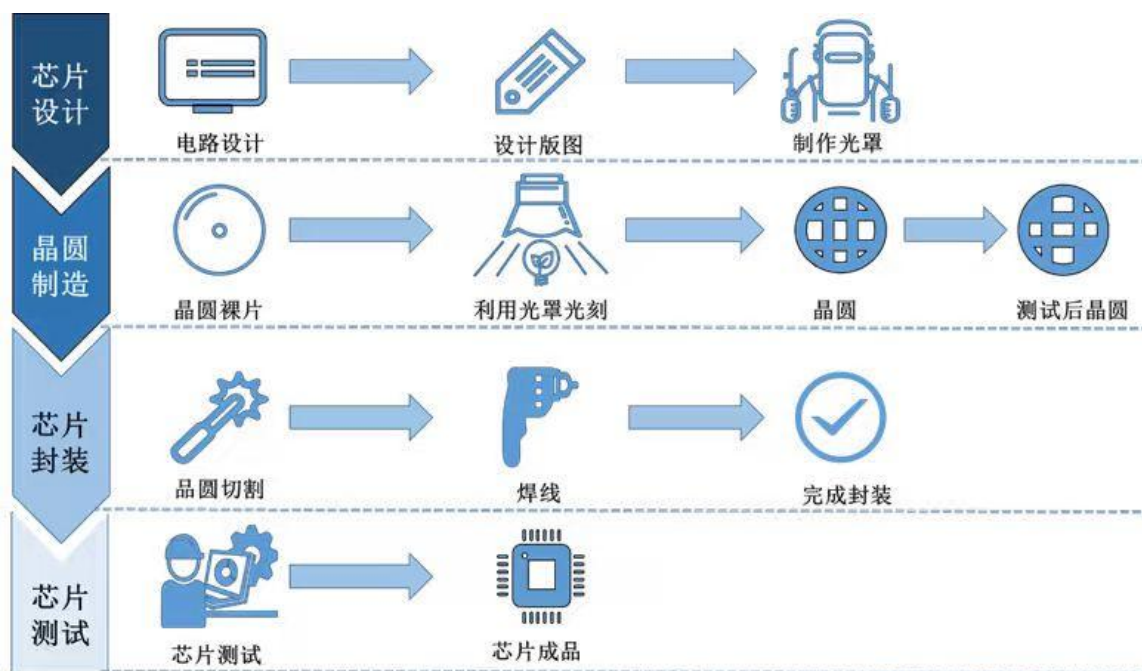 芯片
设计
电路设计
设计版图
制作光罩
晶圆
制造
晶圆裸片
利用光罩光刻
晶圆
测试后晶圆
芯片
封装
品圆切割
焊线
完成封装
芯片
测试
芯片测试
芯片成品